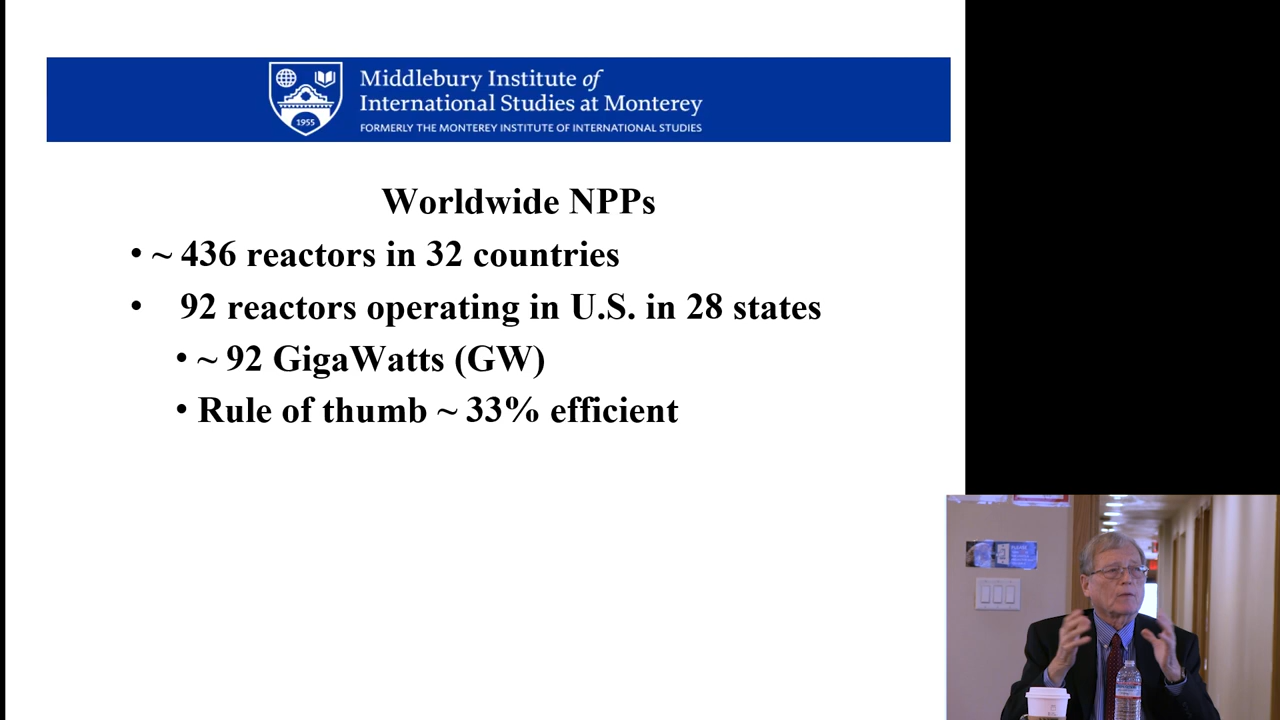 Middlebury Institute of
International Studies at Monterey
FORMERLY THE MONTEREY INSTITUTE OF INTERNATIONAL STUDIES
1955
Worldwide NPPs
• ~ 436 reactors in 32 countries
• 92 reactors operating in U.S. in 28 states
• ~ 92 GigaWatts (GW)
• Rule of thumb ~ 33% efficient